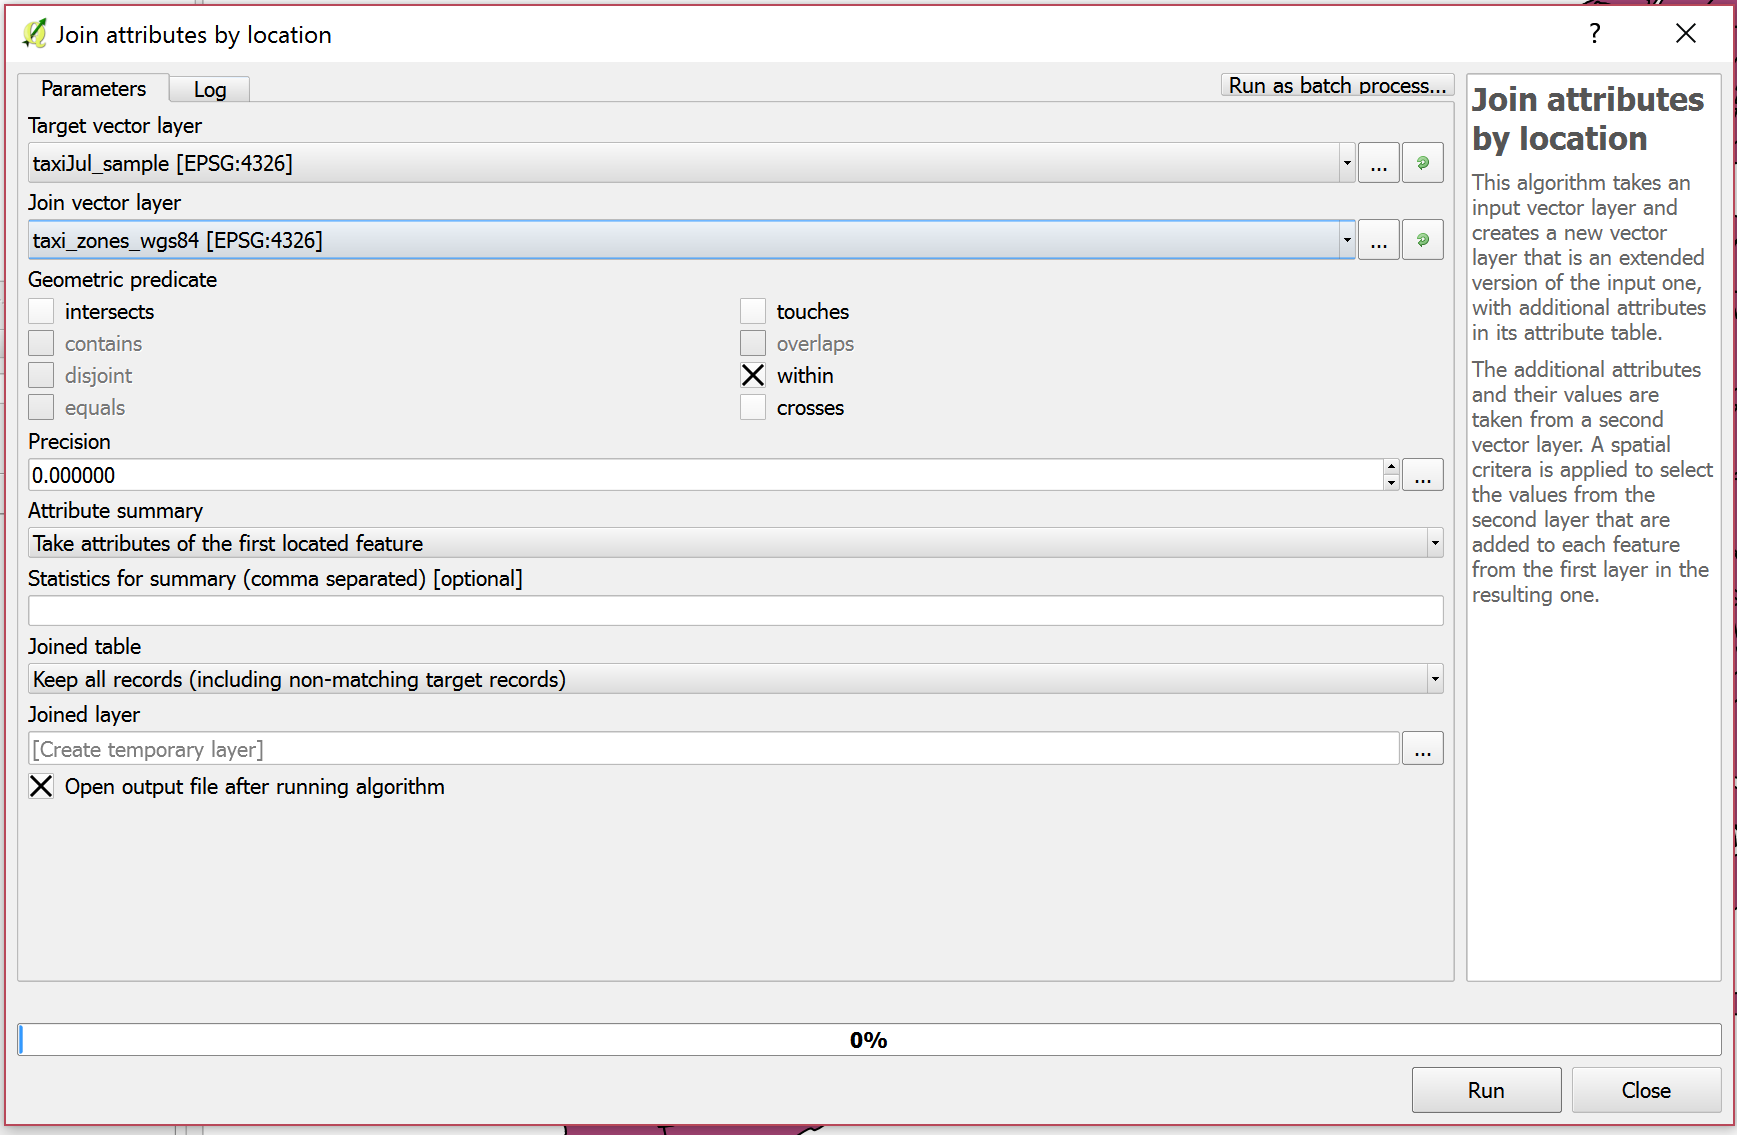 Join attributes by location
?
Parameters
Log
Run as batch process...
Target vector layer
taxiJul_sample [EPSG:4326]
...
Join vector layer
taxi_zones_wgs84 [EPSG:4326]
...
Geometric predicate
intersects
touches
contains
overlaps
disjoint
within
equals
crosses
Precision
0.000000
...
Attribute summary
Take attributes of the first located feature
Statistics for summary (comma separated) [optional]
Joined table
Keep all records (including non-matching target records)
Joined layer
[Create temporary layer]
...
Open output file after running algorithm
Join attributes
by location
This algorithm takes an
input vector layer and
creates a new vector
layer that is an extended
version of the input one,
with additional attributes
in its attribute table.
The additional attributes
and their values are
taken from a second
vector layer. A spatial
critera is applied to select
the values from the
second layer that are
added to each feature
from the first layer in the
resulting one.
0%
Run
Close